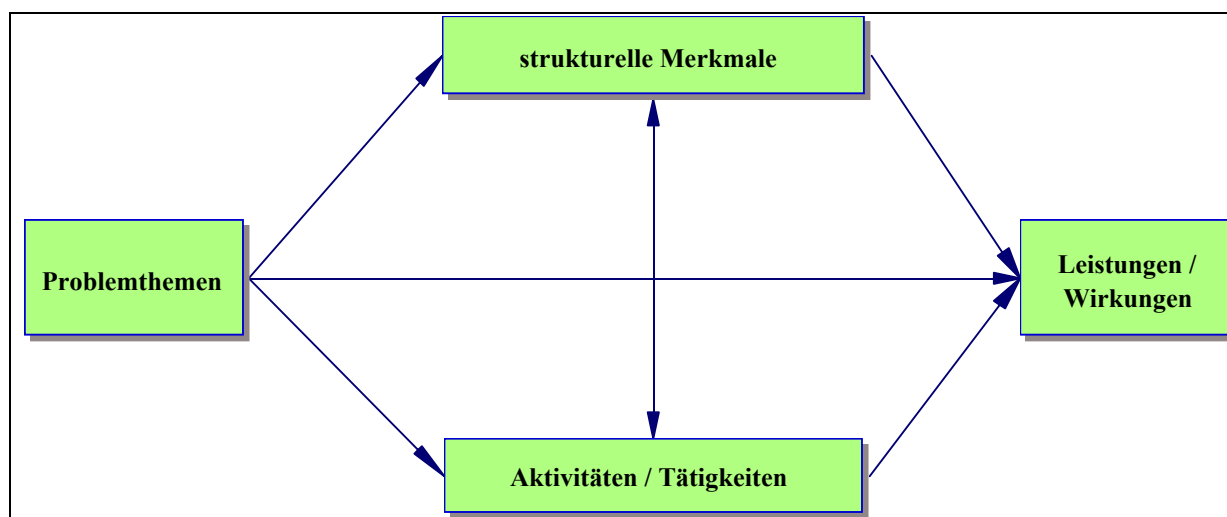 strukturelle Merkmale
Problemthemen
Leistungen /
Wirkungen
Aktivitäten / Tätigkeiten